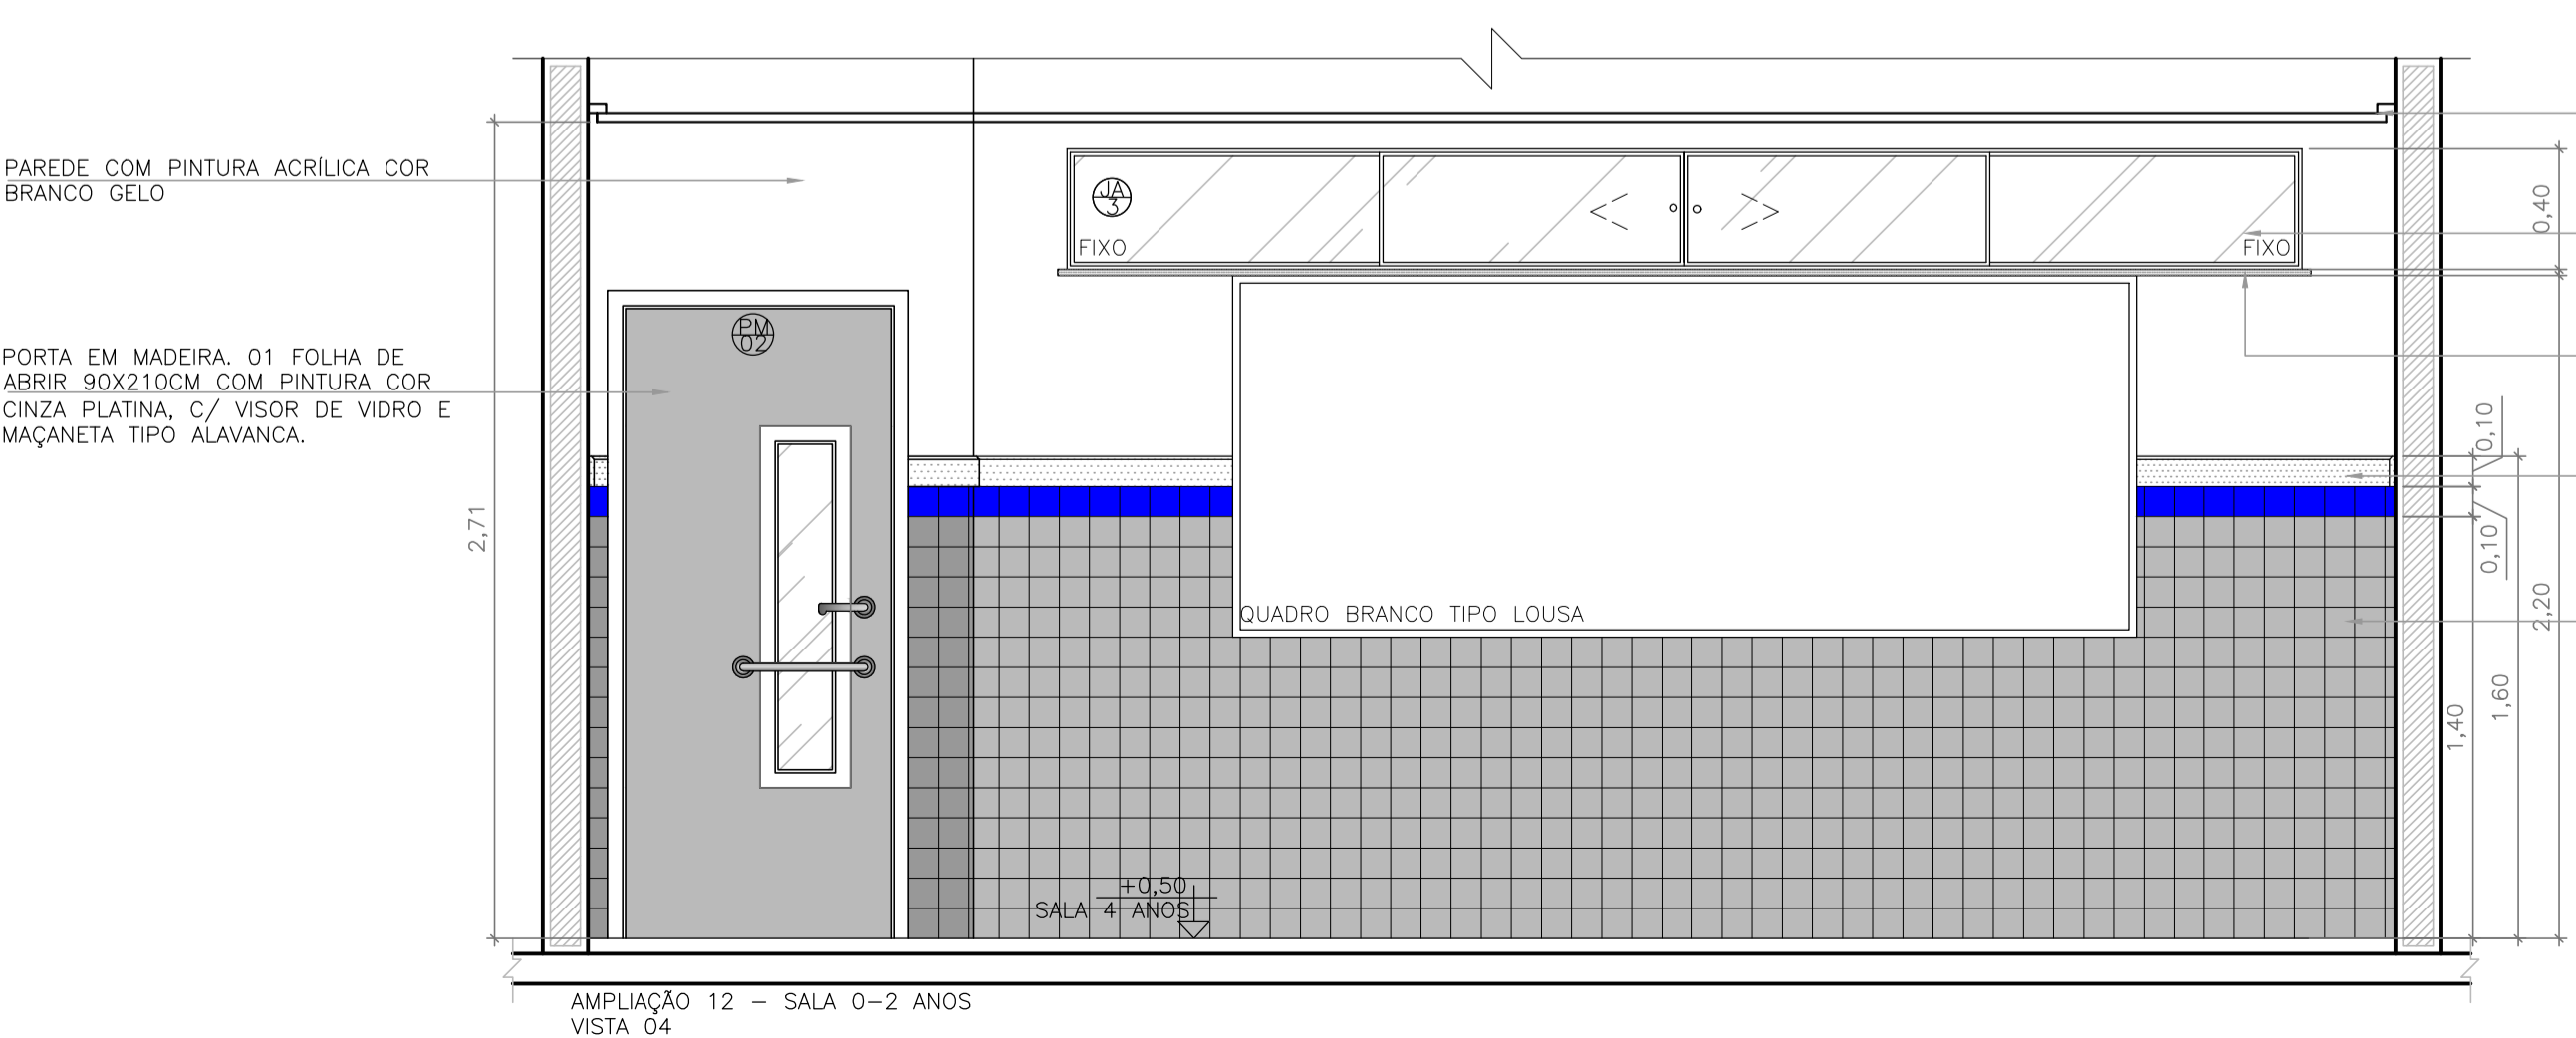 PAREDE COM PINTURA ACRÍLICA COR
BRANCO GELO
PORTA EM MADEIRA. 01 FOLHA DE
ABRIR 90X210CM COM PINTURA COR
CINZA PLATINA, C/ VISOR DE VIDRO E
MAÇANETA TIPO ALAVANCA.
2,71
JA
3
FIXO
FIXO
PM
02
QUADRO BRANCO TIPO LOUSA
+0,50
SALA 4 ANOS
0,40
0,10
0,10
2,20
1,60
1,40
AMPLIAÇÃO 12 – SALA 0–2 ANOS
VISTA 04